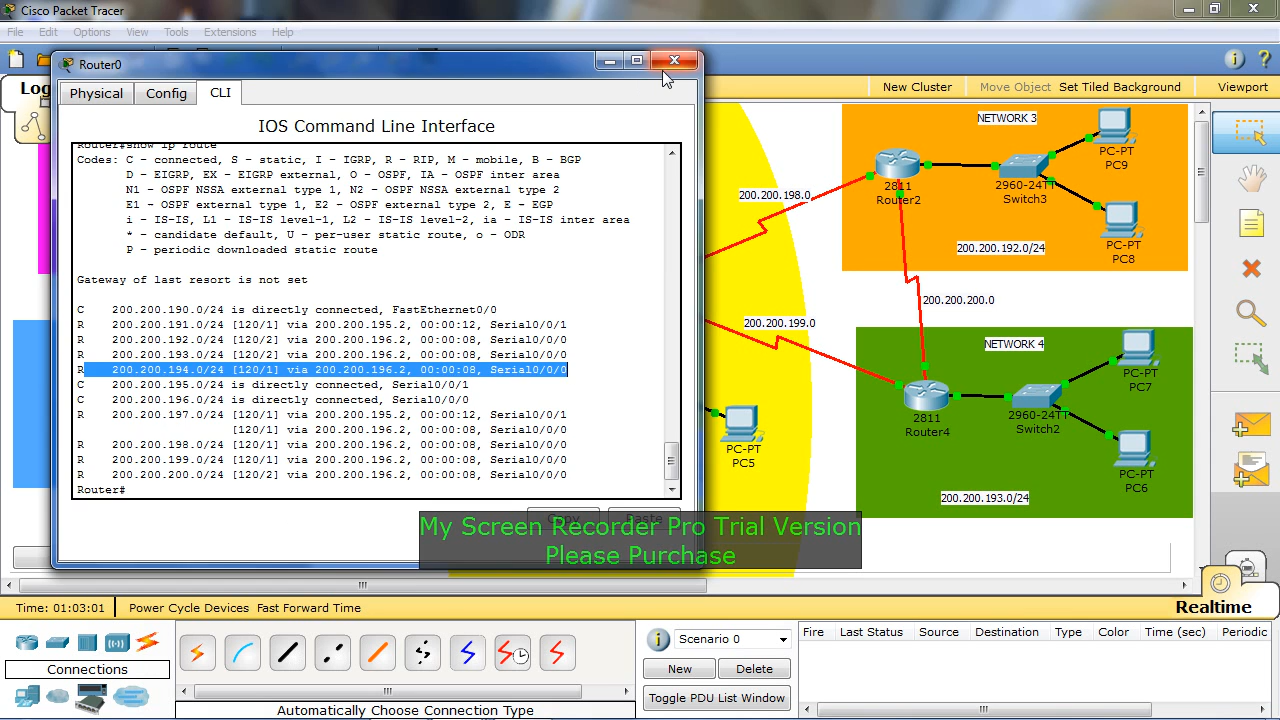 Cisco Packet Tracer
File Edit Options View Tools Extensions Help
Router0
Log
New Cluster Move Object Set Tiled Background Viewport
Physical Config CLI
IOS Command Line Interface
Router#show ip route
Codes: C - connected, S - static, I - IGRP, R - RIP, M - mobile, B - BGP
D - EIGRP, EX - EIGRP external, O - OSPF, IA - OSPF inter area
N1 - OSPF NSSA external type 1, N2 - OSPF NSSA external type 2
E1 - OSPF external type 1, E2 - OSPF external type 2, E - EGP
i - IS-IS, L1 - IS-IS level-1, L2 - IS-IS level-2, ia - IS-IS inter area
* - candidate default, U - per-user static route, o - ODR
P - periodic downloaded static route
Gateway of last resort is not set
C 200.200.190.0/24 is directly connected, FastEthernet0/0
R 200.200.191.0/24 [120/1] via 200.200.195.2, 00:00:12, Serial0/0/1
R 200.200.192.0/24 [120/2] via 200.200.196.2, 00:00:08, Serial0/0/0
R 200.200.193.0/24 [120/2] via 200.200.196.2, 00:00:08, Serial0/0/0
R 200.200.194.0/24 [120/1] via 200.200.196.2, 00:00:08, Serial0/0/0
C 200.200.195.0/24 is directly connected, Serial0/0/1
C 200.200.196.0/24 is directly connected, Serial0/0/0
R 200.200.197.0/24 [120/1] via 200.200.195.2, 00:00:12, Serial0/0/1
[120/1] via 200.200.196.2, 00:00:08, Serial0/0/0
R 200.200.198.0/24 [120/1] via 200.200.196.2, 00:00:08, Serial0/0/0
R 200.200.199.0/24 [120/1] via 200.200.196.2, 00:00:08, Serial0/0/0
R 200.200.200.0/24 [120/2] via 200.200.196.2, 00:00:08, Serial0/0/0
Router#
Copy Paste
My Screen Recorder Pro Trial Version
Please Purchase
NETWORK 3
PC-PT
PC9
200.200.198.0
2811
Router2
2960-24TT
Switch3
PC-PT
PC8
200.200.192.0/24
200.200.200.0
200.200.199.0
NETWORK 4
PC-PT
PC7
2811
Router4
2960-24TT
Switch2
PC-PT
PC5
PC-PT
PC6
200.200.193.0/24
Realtime
Time: 01:03:01 Power Cycle Devices Fast Forward Time
Connections
Automatically Choose Connection Type
Scenario 0
New Delete
Toggle PDU List Window
Fire Last Status Source Destination Type Color Time (sec) Periodic